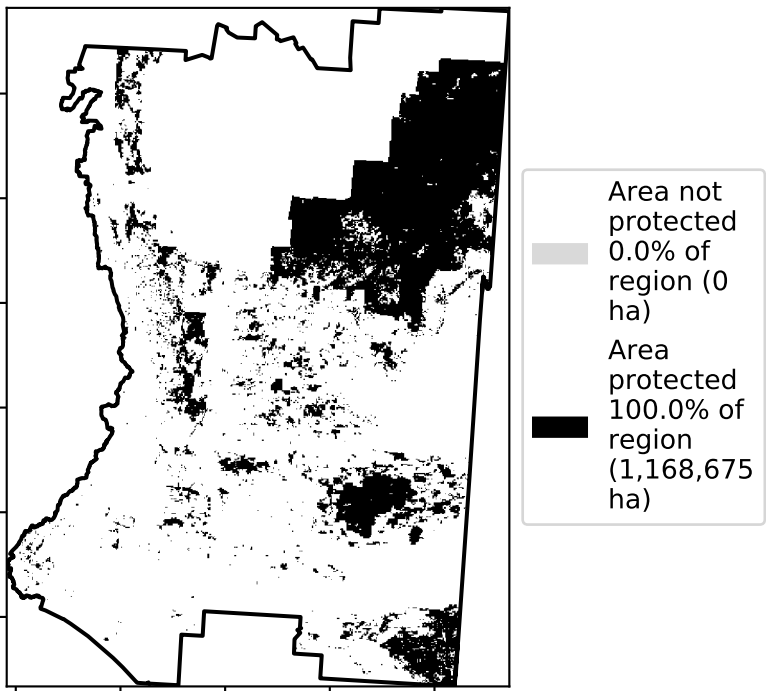 Area not
protected
0.0% of
region (0
ha)
Area
protected
100.0% of
region
(1,168,675
ha)